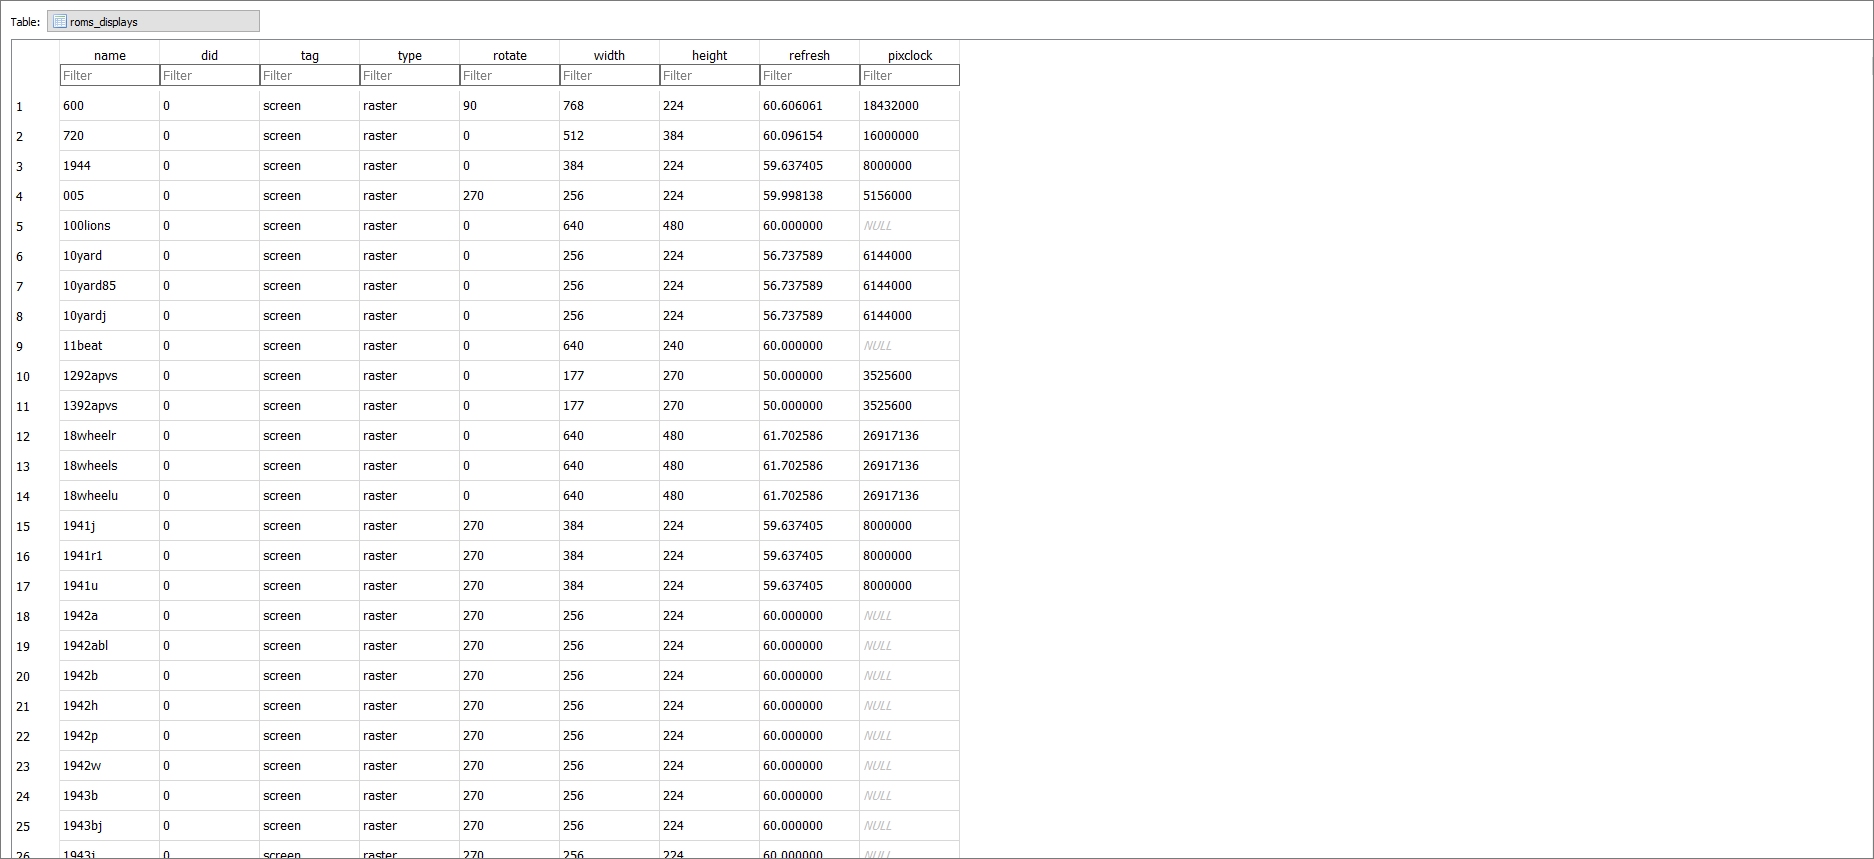 Table: roms_displays
name did tag type rotate width height refresh pixclock
Filter Filter Filter Filter Filter Filter Filter Filter Filter
1 600 0 screen raster 90 768 224 60.606061 18432000
2 720 0 screen raster 0 512 384 60.096154 16000000
3 1944 0 screen raster 0 384 224 59.637405 8000000
4 005 0 screen raster 270 256 224 59.998138 5156000
5 100lions 0 screen raster 0 640 480 60.000000 NULL
6 10yard 0 screen raster 0 256 224 56.737589 6144000
7 10yard85 0 screen raster 0 256 224 56.737589 6144000
8 10yardj 0 screen raster 0 256 224 56.737589 6144000
9 11beat 0 screen raster 0 640 240 60.000000 NULL
10 1292apvs 0 screen raster 0 177 270 50.000000 3525600
11 1392apvs 0 screen raster 0 177 270 50.000000 3525600
12 18wheelr 0 screen raster 0 640 480 61.702586 26917136
13 18wheels 0 screen raster 0 640 480 61.702586 26917136
14 18wheelu 0 screen raster 0 640 480 61.702586 26917136
15 1941j 0 screen raster 270 384 224 59.637405 8000000
16 1941r1 0 screen raster 270 384 224 59.637405 8000000
17 1941u 0 screen raster 270 384 224 59.637405 8000000
18 1942a 0 screen raster 270 256 224 60.000000 NULL
19 1942abl 0 screen raster 270 256 224 60.000000 NULL
20 1942b 0 screen raster 270 256 224 60.000000 NULL
21 1942h 0 screen raster 270 256 224 60.000000 NULL
22 1942p 0 screen raster 270 256 224 60.000000 NULL
23 1942w 0 screen raster 270 256 224 60.000000 NULL
24 1943b 0 screen raster 270 256 224 60.000000 NULL
25 1943bj 0 screen raster 270 256 224 60.000000 NULL
26 1943j 0 screen raster 270 256 224 60.000000 NULL